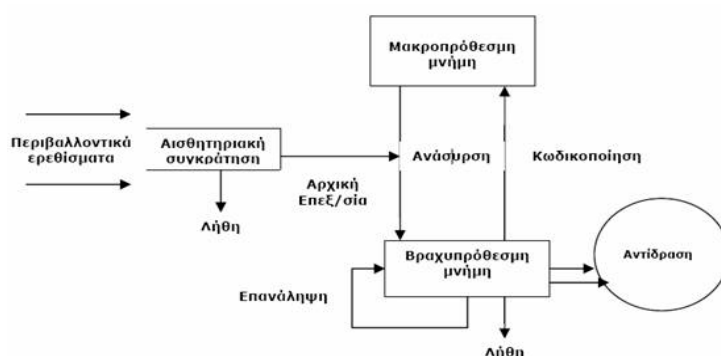 Μακροπρόθεσμη
μνήμη
Περιβαλλοντικά
ερεθίσματα
Αισθητηριακή
συγκράτηση
Ανάσυρση
Κωδικοποίηση
Αρχική
Επεξ/σία
Λήθη
Βραχυπρόθεσμη
μνήμη
Αντίδραση
Επανάληψη
Λήθη